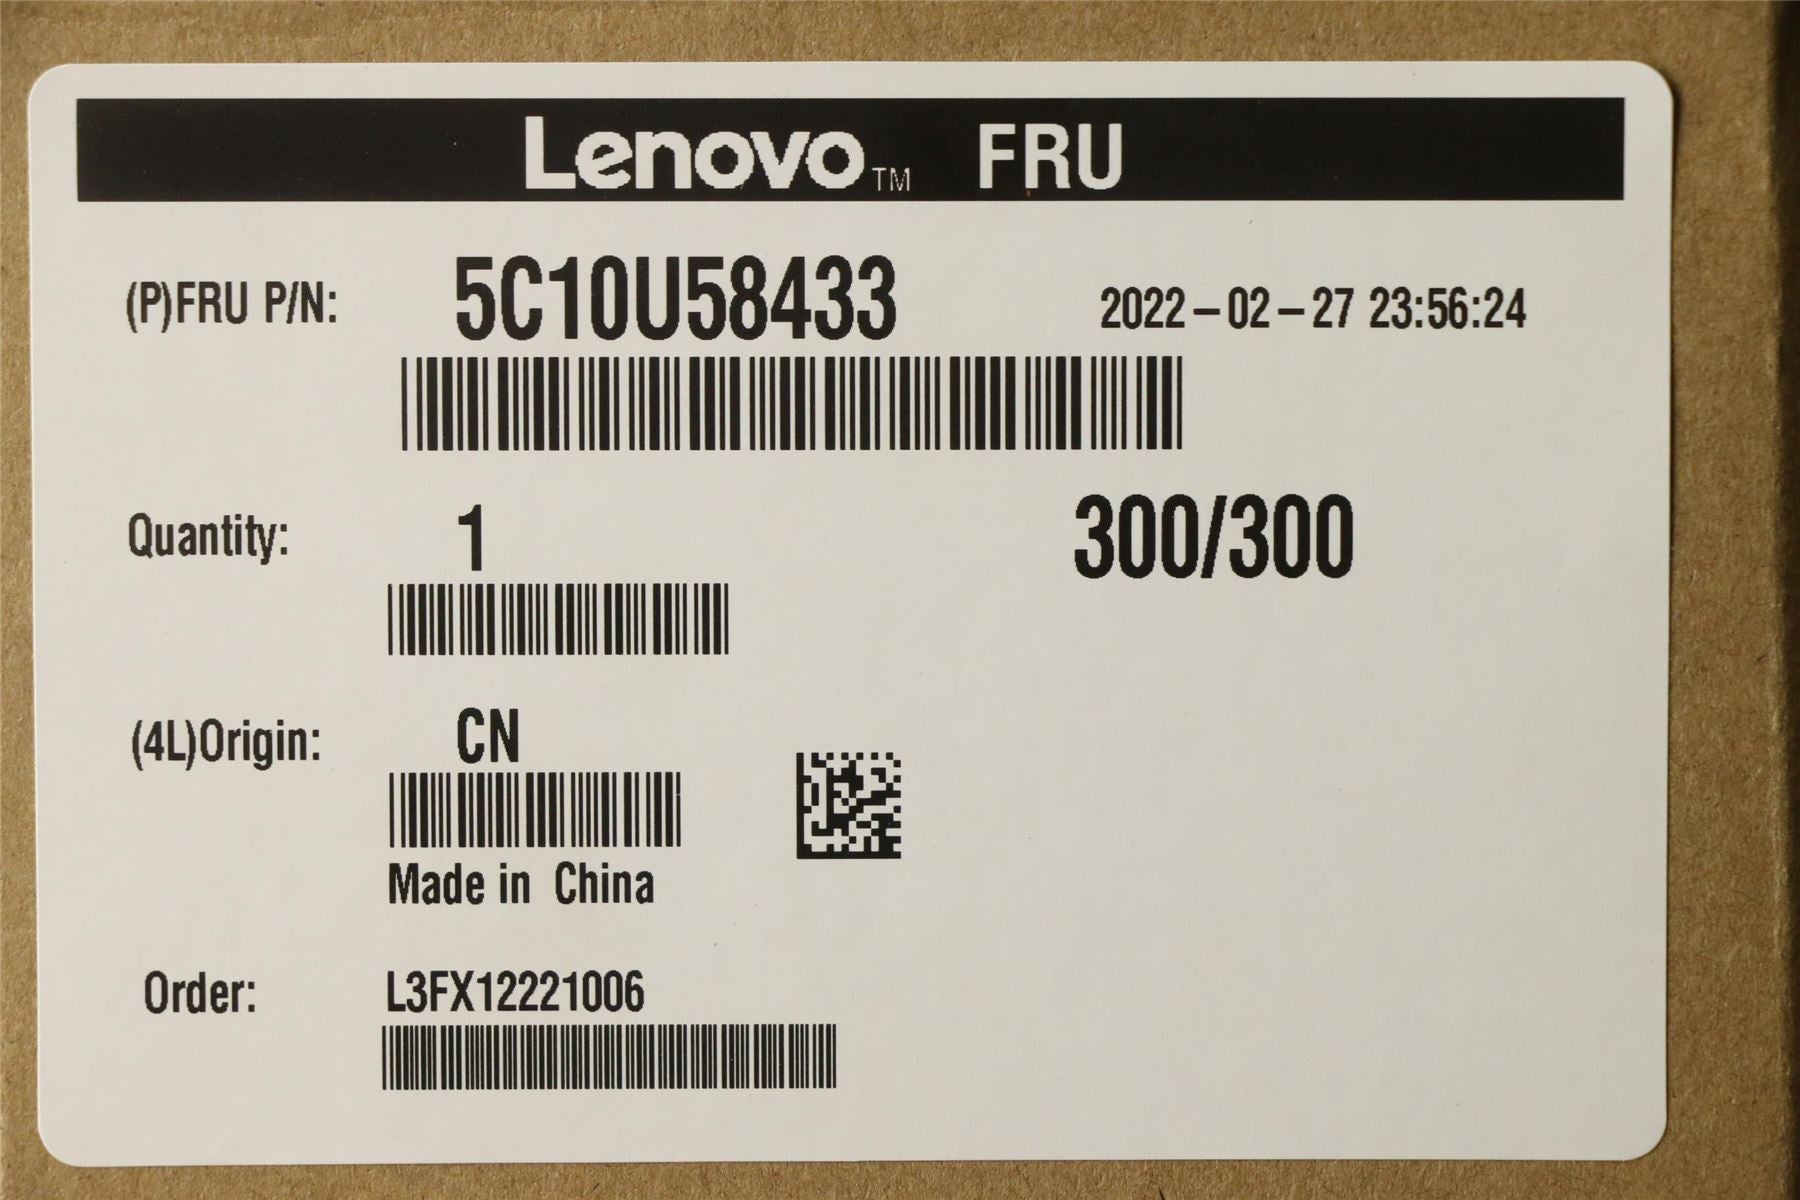 Lenovo™ FRU
(P)FRU P/N: 5C10U58433 2022-02-27 23:56:24
Quantity: 1 300/300
(4L)Origin: CN
Made in China
Order: L3FX12221006